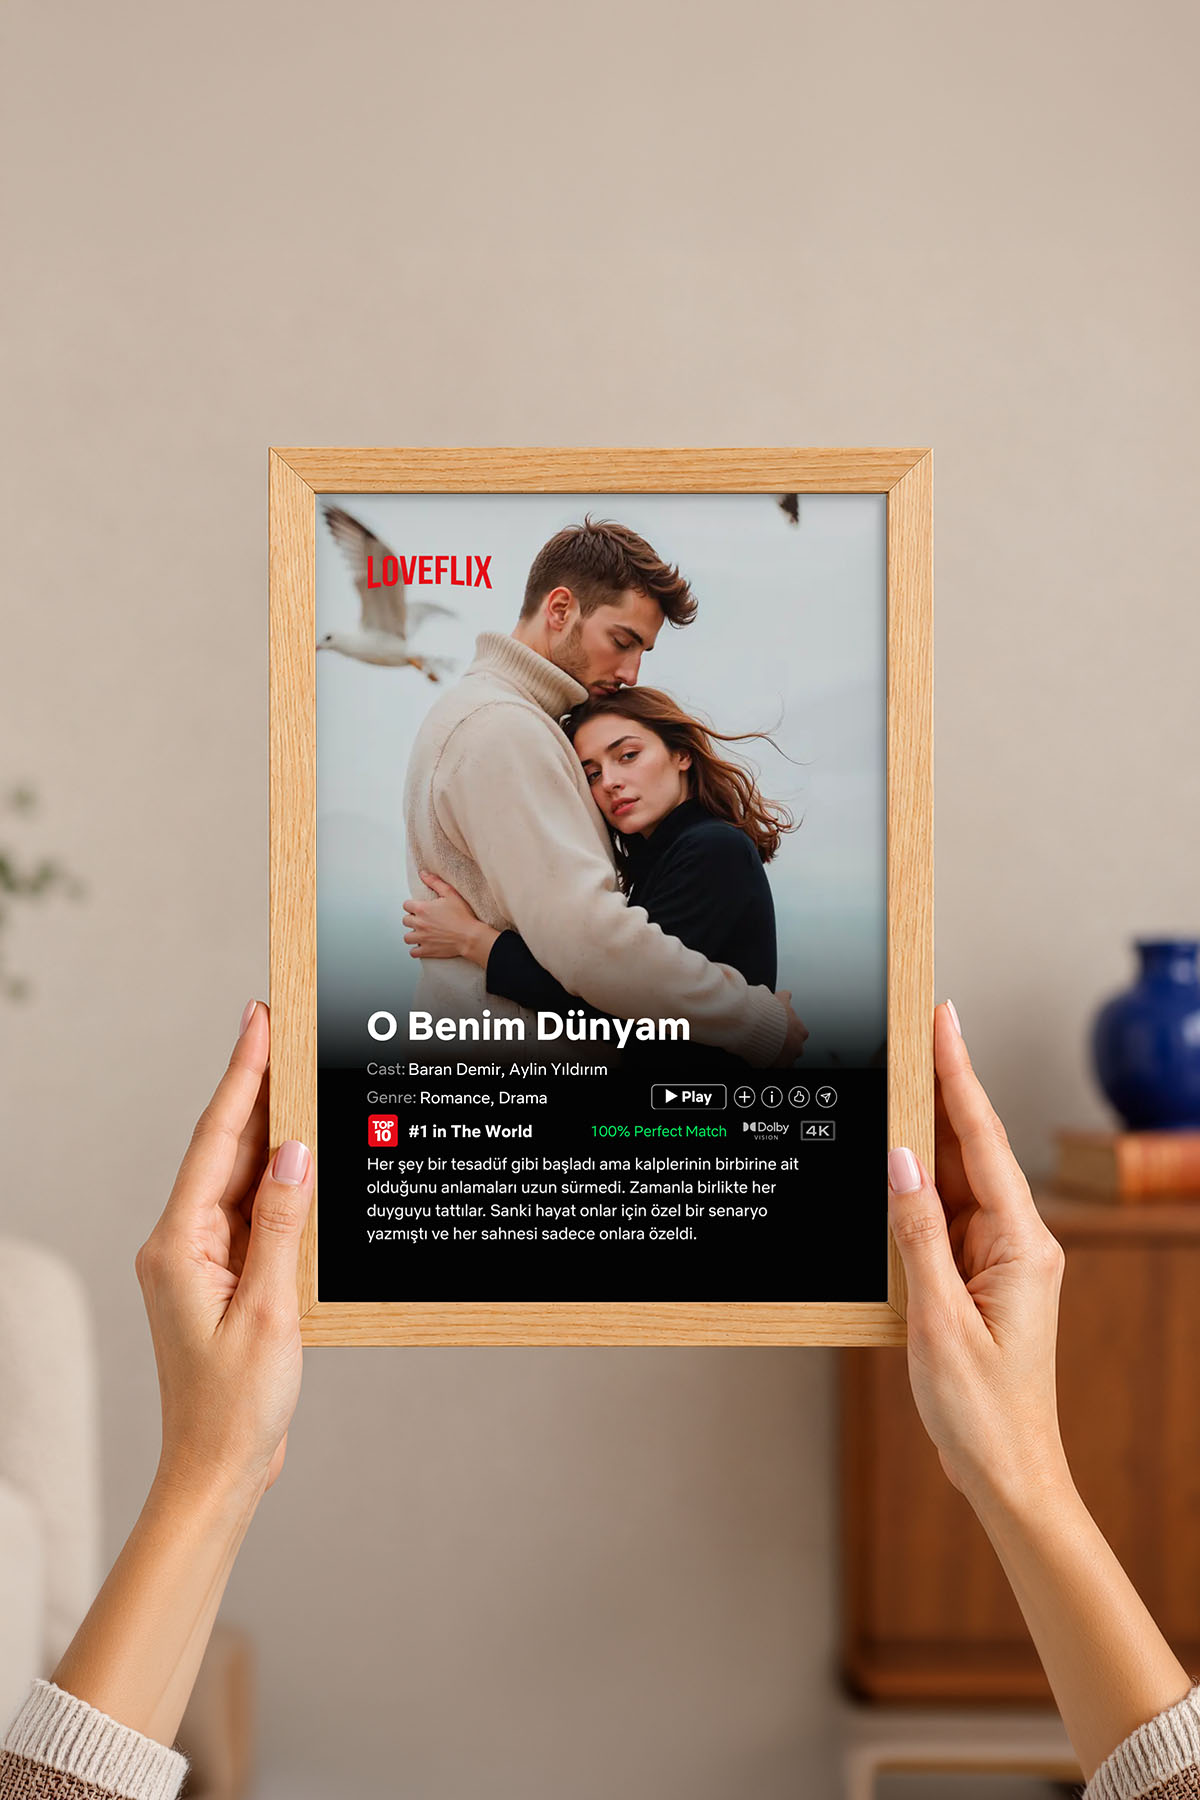 LOVEFLIX
O Benim Dünyam
Cast: Baran Demir, Aylin Yıldırım
Genre: Romance, Drama
Play
TOP
10
#1 in The World
100% Perfect Match
Dolby
VISION
4K
Her şey bir tesadüf gibi başladı ama kalplerinin birbirine ait
olduğunu anlamaları uzun sürmedi. Zamanla birlikte her
duyguyu tattılar. Sanki hayat onlar için özel bir senaryo
yazmıştı ve her sahnesi sadece onlara özeldi.